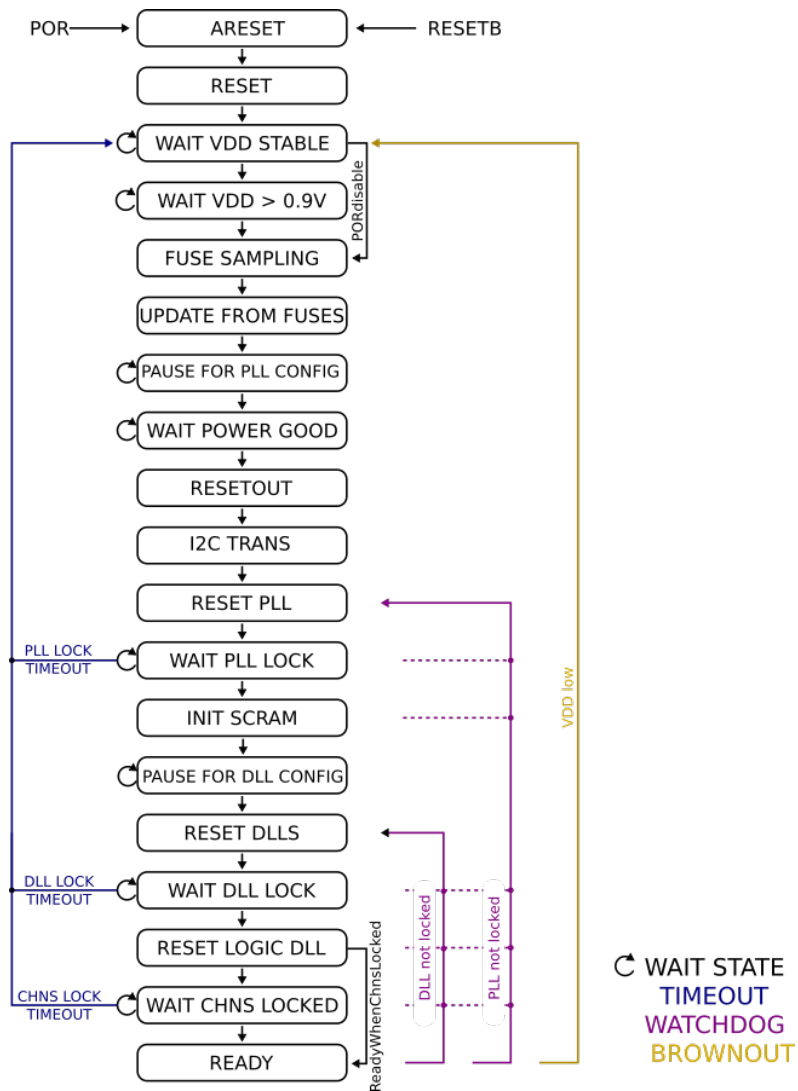 POR
ARESET
RESETB
RESET
WAIT VDD STABLE
WAIT VDD > 0.9V
PORdisable
FUSE SAMPLING
UPDATE FROM FUSES
PAUSE FOR PLL CONFIG
WAIT POWER GOOD
RESETOUT
I2C TRANS
RESET PLL
PLL LOCK
TIMEOUT
WAIT PLL LOCK
INIT SCRAM
VDD low
PAUSE FOR DLL CONFIG
RESET DLLS
DLL LOCK
TIMEOUT
WAIT DLL LOCK
DLL not locked
PLL not locked
RESET LOGIC DLL
ReadyWhenChnsLocked
CHNS LOCK
TIMEOUT
WAIT CHNS LOCKED
READY
WAIT STATE
TIMEOUT
WATCHDOG
BROWNOUT